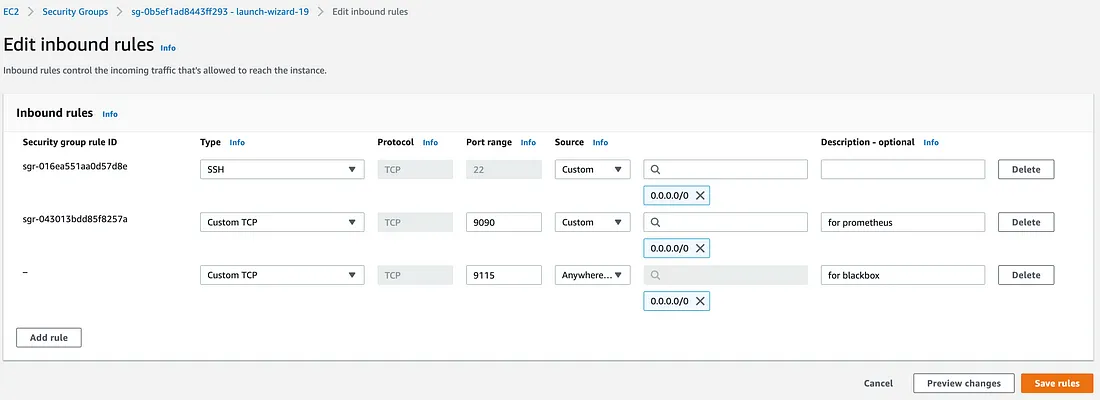 EC2 > Security Groups > sg-0b5ef1ad8443ff293 - launch-wizard-19 > Edit inbound rules
Edit inbound rules Info
Inbound rules control the incoming traffic that's allowed to reach the instance.
Inbound rules Info
Security group rule ID Type Info Protocol Info Port range Info Source Info Description - optional Info
sgr-016ea551aa0d57d8e SSH TCP 22 Custom Delete
0.0.0.0/0
sgr-043013bdd85f8257a Custom TCP TCP 9090 Custom for prometheus Delete
0.0.0.0/0
– Custom TCP TCP 9115 Anywhere... for blackbox Delete
0.0.0.0/0
Add rule
Cancel Preview changes Save rules